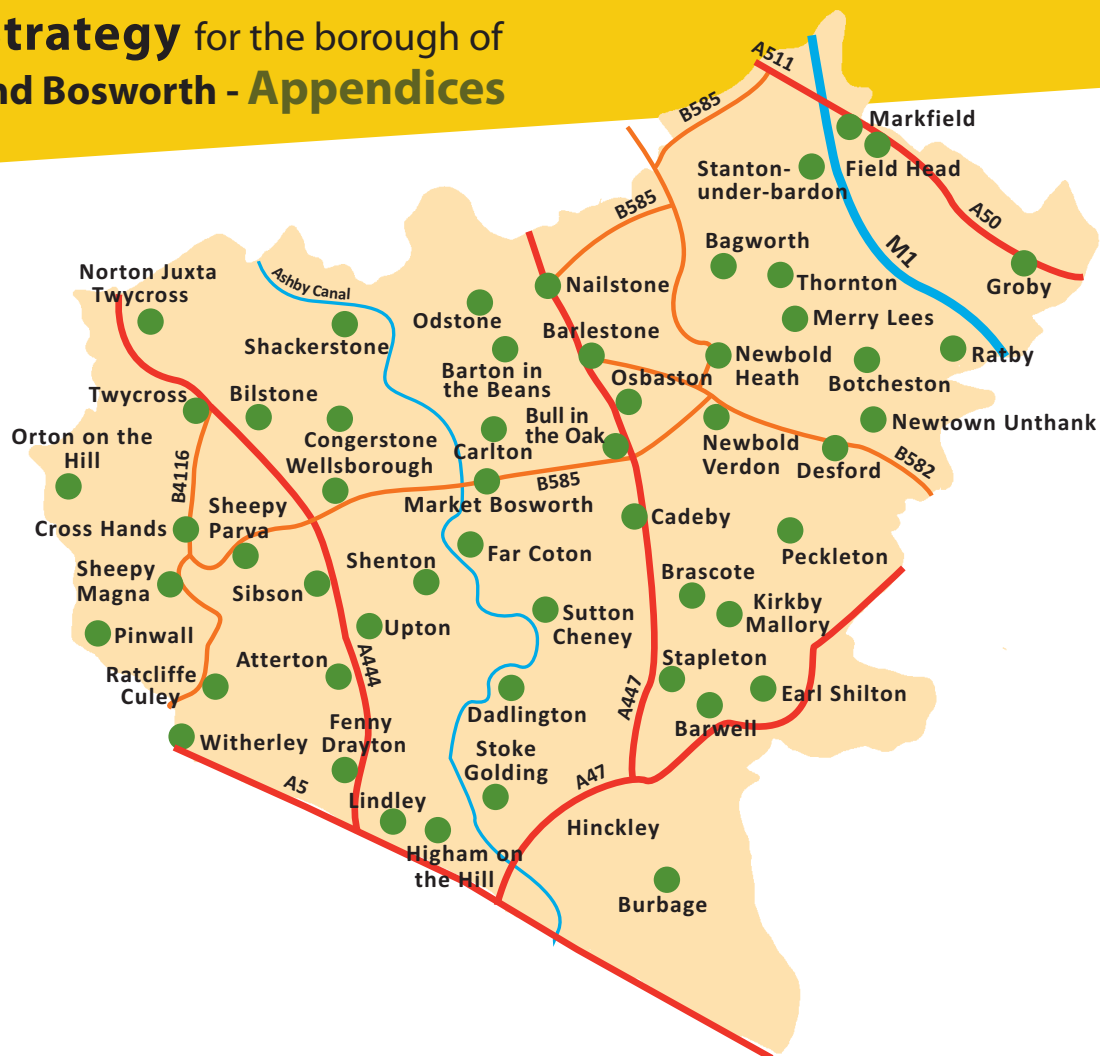 trategy for the borough of
nd Bosworth - Appendices
A511
B585
Markfield
Stanton-
under-bardon
Field Head
B585
A50
Bagworth
M1
Norton Juxta
Twycross
Ashby Canal
Nailstone
Thornton
Groby
Odstone
Barlestone
Merry Lees
Shackerstone
Newbold
Heath
Ratby
Barton in
the Beans
Osbaston
Botcheston
Twycross
Bilstone
Bull in
the Oak
Newtown Unthank
Orton on the
Hill
Congerstone
Carlton
Newbold
Verdon
Desford
B582
Wellsborough
B4116
B585
Market Bosworth
Sheepy
Parva
Cross Hands
Cadeby
Far Coton
Peckleton
Shenton
Sheepy
Magna
Sibson
Brascote
Kirkby
Mallory
Sutton
Cheney
Pinwall
Upton
Atterton
A444
Stapleton
Ratcliffe
Culey
Earl Shilton
A447
Dadlington
Barwell
Fenny
Drayton
Witherley
Stoke
Golding
A5
A47
Lindley
Hinckley
Higham on
the Hill
Burbage